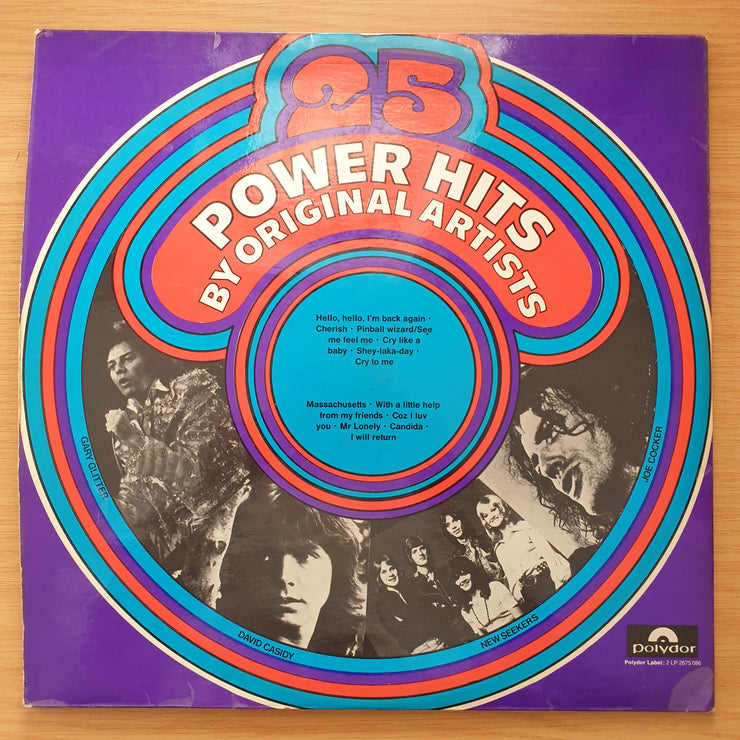 25
POWER HITS
BY ORIGINAL ARTISTS
Hello, hello, I'm back again ·
Cherish · Pinball wizard/See
me feel me · Cry like a
baby · Shey-laka-day ·
Cry to me
Massachusetts · With a little help
from my friends · Coz I luv
you · Mr Lonely · Candida ·
I will return
GARY GLITTER
DAVID CASIDY
NEW SEEKERS
JOE COCKER
polydor
Polydor Label: 2 LP 2675 086